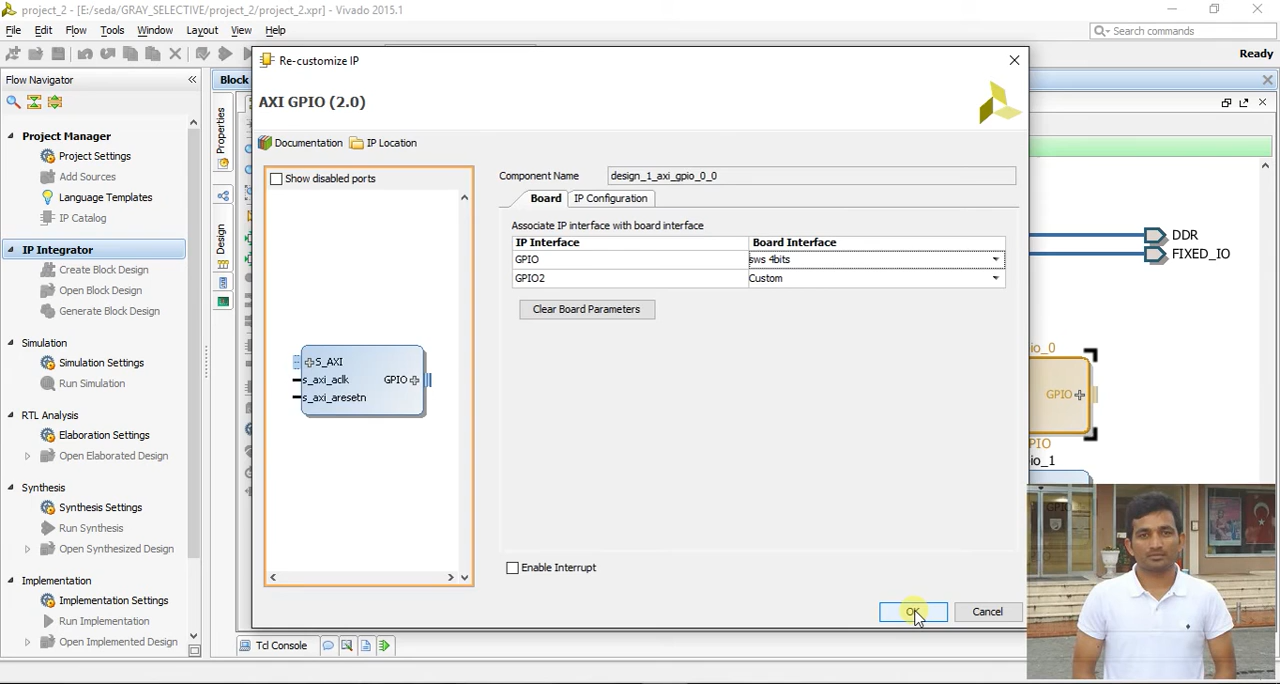 project_2 - [E:/seda/GRAY_SELECTIVE/project_2/project_2.xpr] - Vivado 2015.1
File Edit Flow Tools Window Layout View Help
Search commands
Ready
Flow Navigator
Block
Re-customize IP
AXI GPIO (2.0)
Documentation IP Location
Show disabled ports
Component Name design_1_axi_gpio_0_0
Board IP Configuration
Associate IP interface with board interface
IP Interface Board Interface
GPIO sws 4bits
GPIO2 Custom
Clear Board Parameters
S_AXI
s_axi_aclk GPIO
s_axi_aresetn
Enable Interrupt
OK Cancel
Project Manager
Project Settings
Add Sources
Language Templates
IP Catalog
IP Integrator
Create Block Design
Open Block Design
Generate Block Design
Simulation
Simulation Settings
Run Simulation
RTL Analysis
Elaboration Settings
Open Elaborated Design
Synthesis
Synthesis Settings
Run Synthesis
Open Synthesized Design
Implementation
Implementation Settings
Run Implementation
Open Implemented Design
Properties
Design
DDR
FIXED_IO
io_0
GPIO
PIO
io_1
Tcl Console